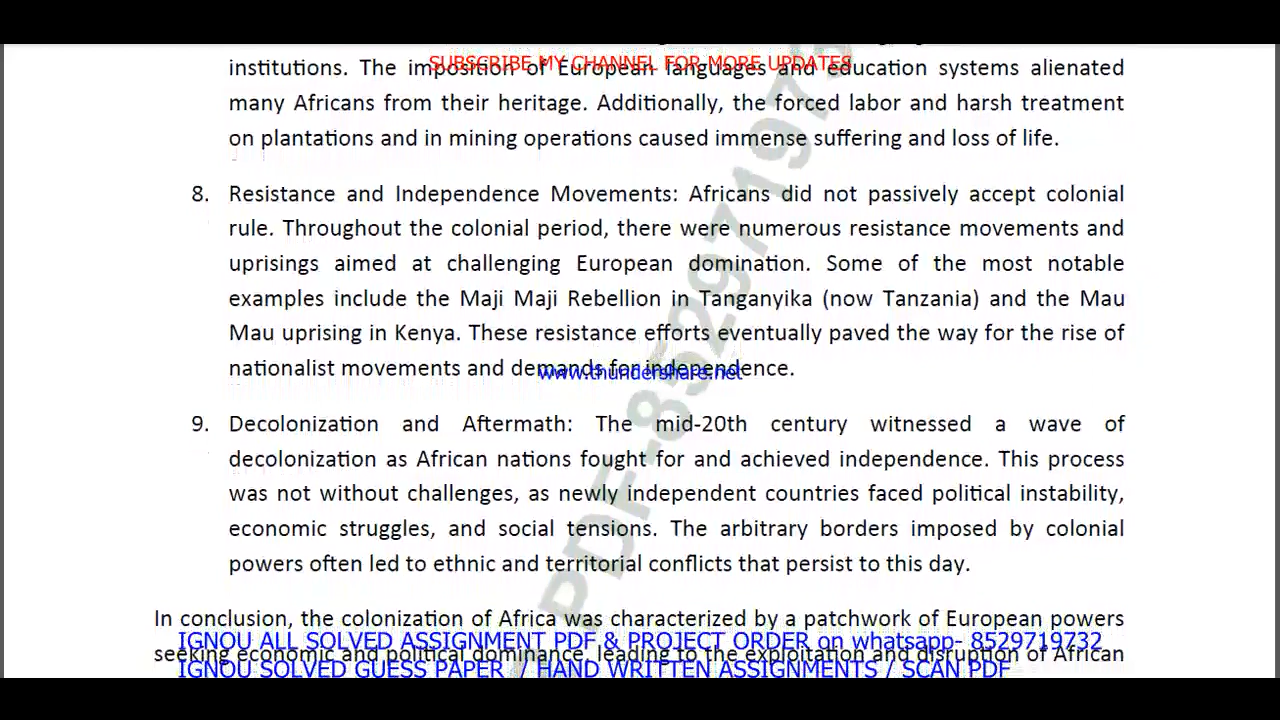 SUBSCRIBE MY CHANNEL FOR MORE UPDATES
institutions. The imposition of European languages and education systems alienated
many Africans from their heritage. Additionally, the forced labor and harsh treatment
on plantations and in mining operations caused immense suffering and loss of life.
8. Resistance and Independence Movements: Africans did not passively accept colonial
rule. Throughout the colonial period, there were numerous resistance movements and
uprisings aimed at challenging European domination. Some of the most notable
examples include the Maji Maji Rebellion in Tanganyika (now Tanzania) and the Mau
Mau uprising in Kenya. These resistance efforts eventually paved the way for the rise of
nationalist movements and demands for independence.
www.thundershare.net
9. Decolonization and Aftermath: The mid-20th century witnessed a wave of
decolonization as African nations fought for and achieved independence. This process
was not without challenges, as newly independent countries faced political instability,
economic struggles, and social tensions. The arbitrary borders imposed by colonial
powers often led to ethnic and territorial conflicts that persist to this day.
In conclusion, the colonization of Africa was characterized by a patchwork of European powers
IGNOU ALL SOLVED ASSIGNMENT PDF & PROJECT ORDER on whatsapp- 8529719732
seeking economic and political dominance, leading to the exploitation and disruption of African
IGNOU SOLVED GUESS PAPER / HAND WRITTEN ASSIGNMENTS / SCAN PDF
PDF-852971973